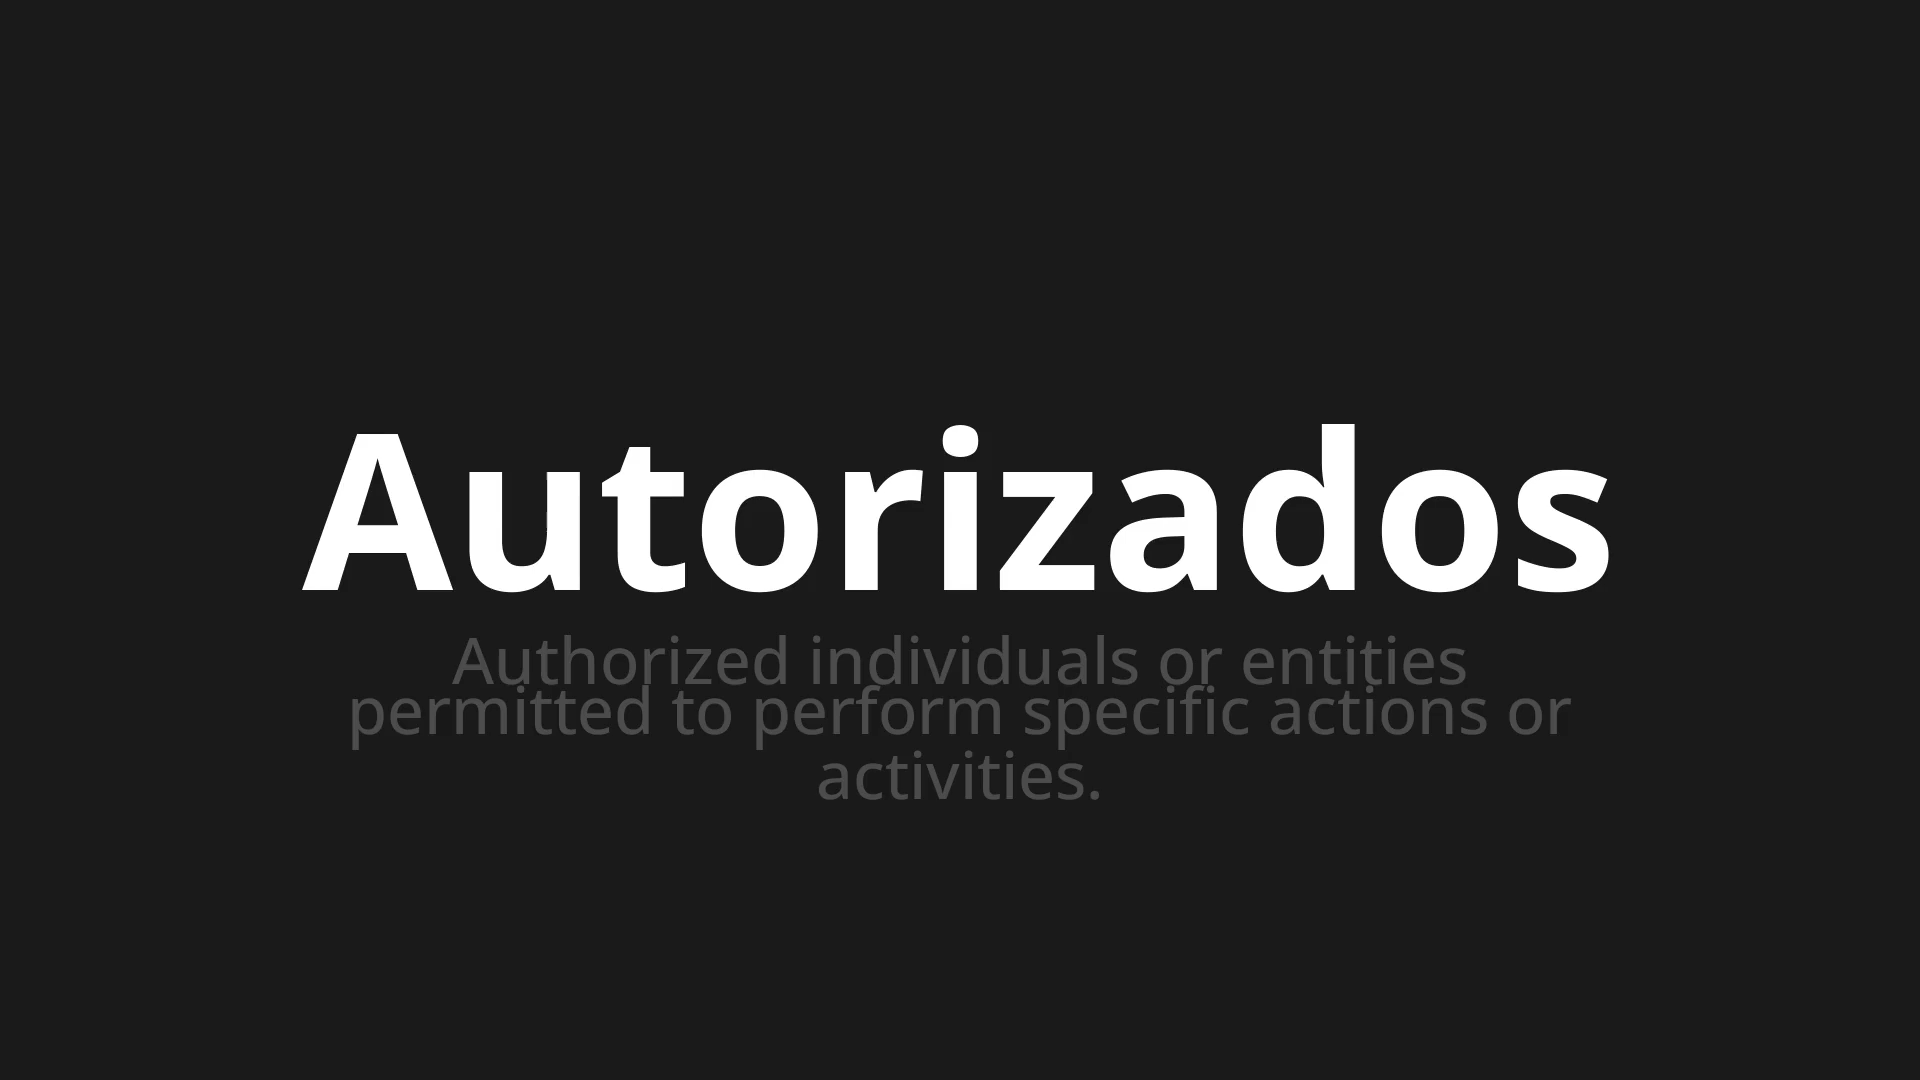 Autorizados
Authorized individuals or entities
permitted to perform specific actions or
activities.